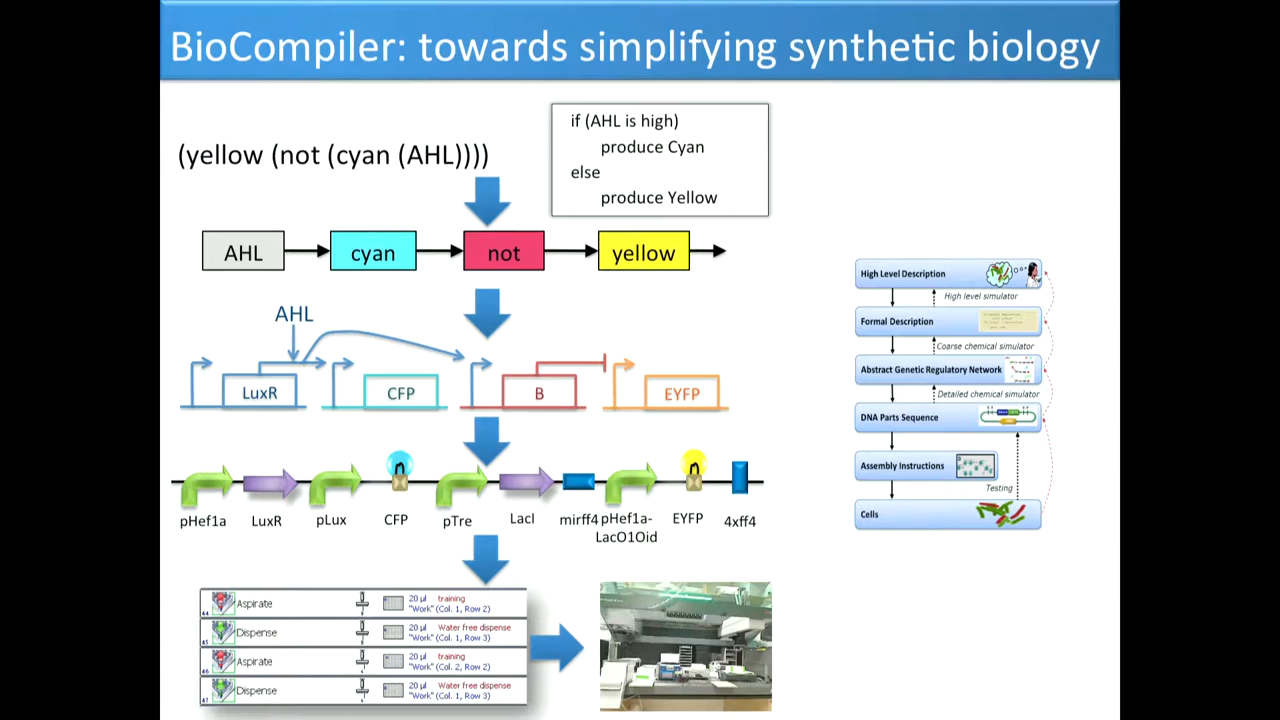 BioCompiler: towards simplifying synthetic biology
(yellow (not (cyan (AHL))))
if (AHL is high)
produce Cyan
else
produce Yellow
AHL
cyan
not
yellow
AHL
LuxR
CFP
B
EYFP
pHef1a
LuxR
pLux
CFP
pTre
LacI
mirff4
pHef1a-
LacO1Oid
EYFP
4xff4
44
Aspirate
20 µl training
"Work" (Col. 1, Row 2)
45
Dispense
20 µl Water free dispense
"Work" (Col. 1, Row 3)
46
Aspirate
20 µl training
"Work" (Col. 2, Row 2)
47
Dispense
20 µl Water free dispense
"Work" (Col. 1, Row 3)
High Level Description
High level simulator
Formal Description
Coarse chemical simulator
Abstract Genetic Regulatory Network
Detailed chemical simulator
DNA Parts Sequence
Assembly Instructions
Testing
Cells